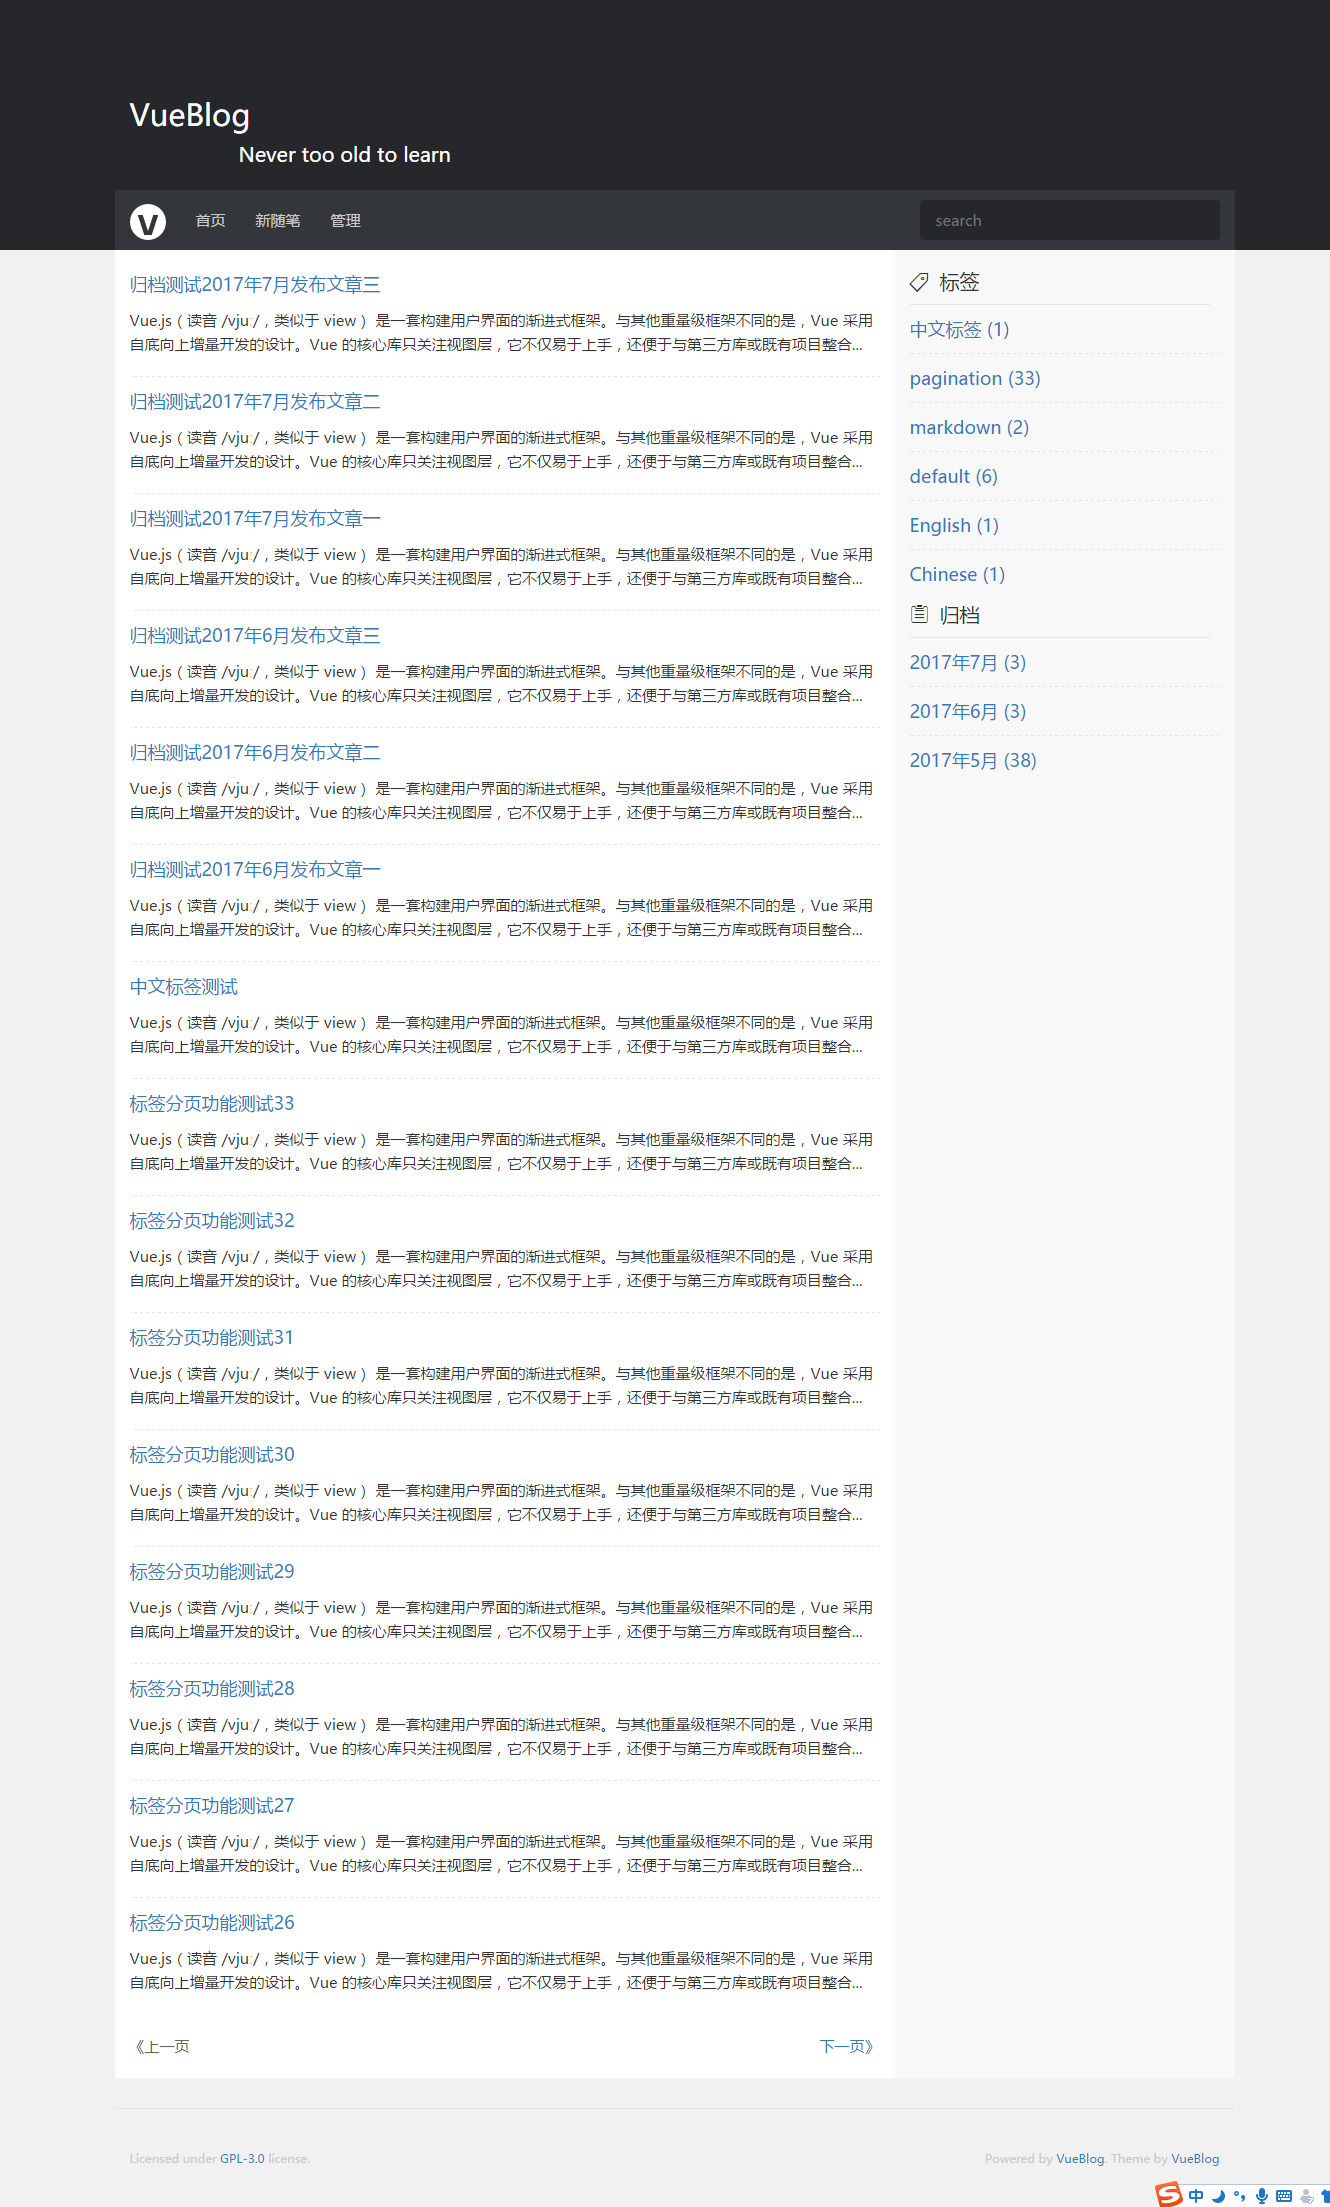 VueBlog
Never too old to learn
V 首页 新随笔 管理 search
归档测试2017年7月发布文章三
Vue.js（读音 /vjuː/，类似于 view） 是一套构建用户界面的渐进式框架。与其他重量级框架不同的是，Vue 采用
自底向上增量开发的设计。Vue 的核心库只关注视图层，它不仅易于上手，还便于与第三方库或既有项目整合...
归档测试2017年7月发布文章二
Vue.js（读音 /vjuː/，类似于 view） 是一套构建用户界面的渐进式框架。与其他重量级框架不同的是，Vue 采用
自底向上增量开发的设计。Vue 的核心库只关注视图层，它不仅易于上手，还便于与第三方库或既有项目整合...
归档测试2017年7月发布文章一
Vue.js（读音 /vjuː/，类似于 view） 是一套构建用户界面的渐进式框架。与其他重量级框架不同的是，Vue 采用
自底向上增量开发的设计。Vue 的核心库只关注视图层，它不仅易于上手，还便于与第三方库或既有项目整合...
归档测试2017年6月发布文章三
Vue.js（读音 /vjuː/，类似于 view） 是一套构建用户界面的渐进式框架。与其他重量级框架不同的是，Vue 采用
自底向上增量开发的设计。Vue 的核心库只关注视图层，它不仅易于上手，还便于与第三方库或既有项目整合...
归档测试2017年6月发布文章二
Vue.js（读音 /vjuː/，类似于 view） 是一套构建用户界面的渐进式框架。与其他重量级框架不同的是，Vue 采用
自底向上增量开发的设计。Vue 的核心库只关注视图层，它不仅易于上手，还便于与第三方库或既有项目整合...
归档测试2017年6月发布文章一
Vue.js（读音 /vjuː/，类似于 view） 是一套构建用户界面的渐进式框架。与其他重量级框架不同的是，Vue 采用
自底向上增量开发的设计。Vue 的核心库只关注视图层，它不仅易于上手，还便于与第三方库或既有项目整合...
中文标签测试
Vue.js（读音 /vjuː/，类似于 view） 是一套构建用户界面的渐进式框架。与其他重量级框架不同的是，Vue 采用
自底向上增量开发的设计。Vue 的核心库只关注视图层，它不仅易于上手，还便于与第三方库或既有项目整合...
标签分页功能测试33
Vue.js（读音 /vjuː/，类似于 view） 是一套构建用户界面的渐进式框架。与其他重量级框架不同的是，Vue 采用
自底向上增量开发的设计。Vue 的核心库只关注视图层，它不仅易于上手，还便于与第三方库或既有项目整合...
标签分页功能测试32
Vue.js（读音 /vjuː/，类似于 view） 是一套构建用户界面的渐进式框架。与其他重量级框架不同的是，Vue 采用
自底向上增量开发的设计。Vue 的核心库只关注视图层，它不仅易于上手，还便于与第三方库或既有项目整合...
标签分页功能测试31
Vue.js（读音 /vjuː/，类似于 view） 是一套构建用户界面的渐进式框架。与其他重量级框架不同的是，Vue 采用
自底向上增量开发的设计。Vue 的核心库只关注视图层，它不仅易于上手，还便于与第三方库或既有项目整合...
标签分页功能测试30
Vue.js（读音 /vjuː/，类似于 view） 是一套构建用户界面的渐进式框架。与其他重量级框架不同的是，Vue 采用
自底向上增量开发的设计。Vue 的核心库只关注视图层，它不仅易于上手，还便于与第三方库或既有项目整合...
标签分页功能测试29
Vue.js（读音 /vjuː/，类似于 view） 是一套构建用户界面的渐进式框架。与其他重量级框架不同的是，Vue 采用
自底向上增量开发的设计。Vue 的核心库只关注视图层，它不仅易于上手，还便于与第三方库或既有项目整合...
标签分页功能测试28
Vue.js（读音 /vjuː/，类似于 view） 是一套构建用户界面的渐进式框架。与其他重量级框架不同的是，Vue 采用
自底向上增量开发的设计。Vue 的核心库只关注视图层，它不仅易于上手，还便于与第三方库或既有项目整合...
标签分页功能测试27
Vue.js（读音 /vjuː/，类似于 view） 是一套构建用户界面的渐进式框架。与其他重量级框架不同的是，Vue 采用
自底向上增量开发的设计。Vue 的核心库只关注视图层，它不仅易于上手，还便于与第三方库或既有项目整合...
标签分页功能测试26
Vue.js（读音 /vjuː/，类似于 view） 是一套构建用户界面的渐进式框架。与其他重量级框架不同的是，Vue 采用
自底向上增量开发的设计。Vue 的核心库只关注视图层，它不仅易于上手，还便于与第三方库或既有项目整合...
《上一页 下一页》
标签
中文标签 (1)
pagination (33)
markdown (2)
default (6)
English (1)
Chinese (1)
归档
2017年7月 (3)
2017年6月 (3)
2017年5月 (38)
Licensed under GPL-3.0 license. Powered by VueBlog. Theme by VueBlog
S 中